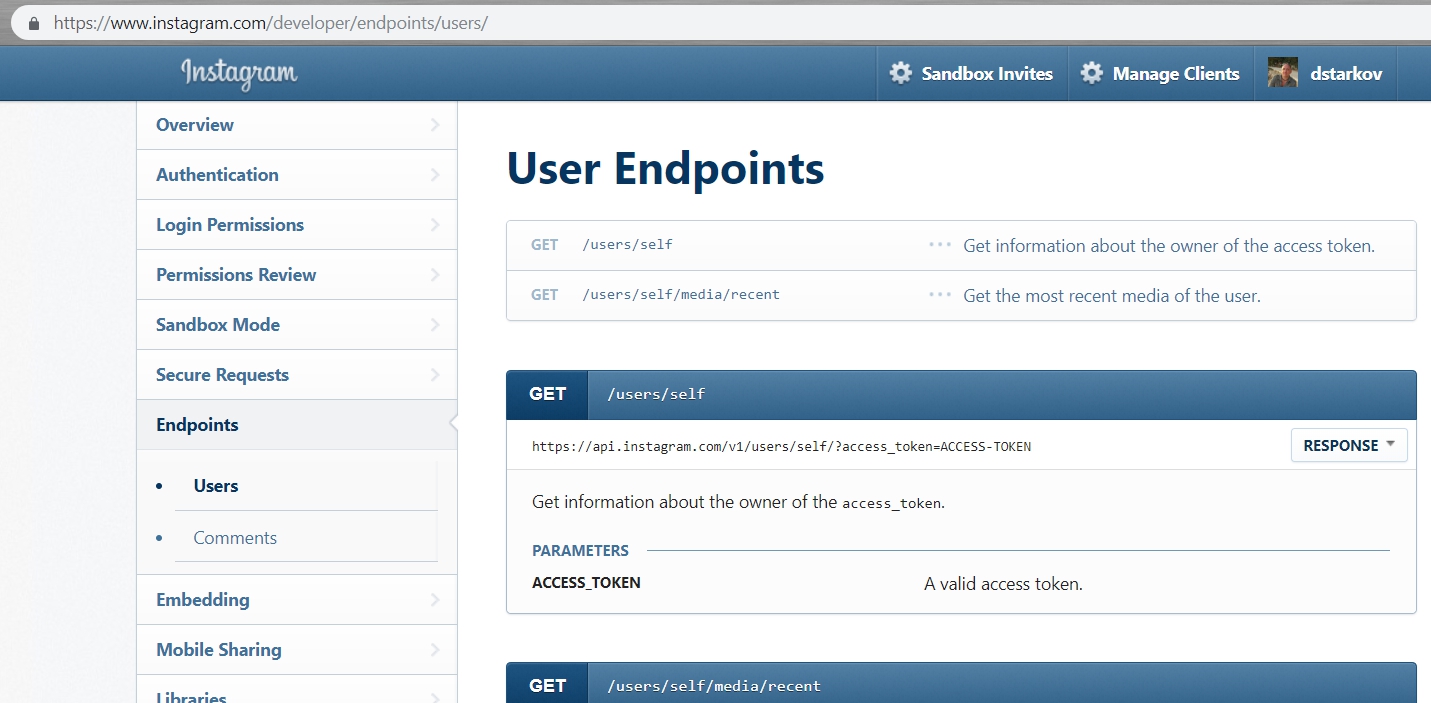 https://www.instagram.com/developer/endpoints/users/
Instagram
Sandbox Invites
Manage Clients
dstarkov
Overview
Authentication
Login Permissions
Permissions Review
Sandbox Mode
Secure Requests
Endpoints
• Users
• Comments
Embedding
Mobile Sharing
Libraries
User Endpoints
GET /users/self ••• Get information about the owner of the access token.
GET /users/self/media/recent ••• Get the most recent media of the user.
GET /users/self
https://api.instagram.com/v1/users/self/?access_token=ACCESS-TOKEN
RESPONSE
Get information about the owner of the access_token.
PARAMETERS
ACCESS_TOKEN A valid access token.
GET /users/self/media/recent